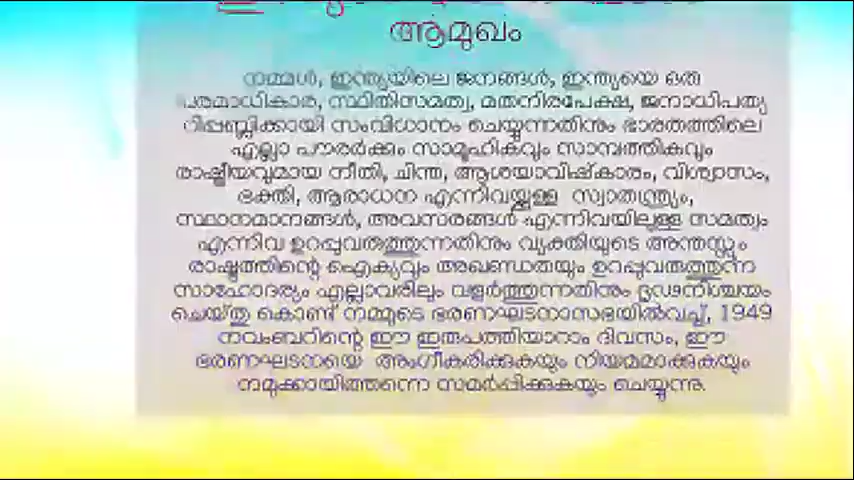 ആമുഖം
നമ്മൾ, ഇന്ത്യയിലെ ജനങ്ങൾ, ഇന്ത്യയെ ഒരു
പരമാധികാര, സ്ഥിതിസമത്വ, മതനിരപേക്ഷ, ജനാധിപത്യ
റിപ്പബ്ലിക്കായി സംവിധാനം ചെയ്യുന്നതിനും ഭാരതത്തിലെ
എല്ലാ പൗരർക്കും സാമൂഹികവും സാമ്പത്തികവും
രാഷ്ട്രീയവുമായ നീതി, ചിന്ത, ആശയാവിഷ്കാരം, വിശ്വാസം,
ഭക്തി, ആരാധന എന്നിവയ്ക്കുള്ള സ്വാതന്ത്ര്യം,
സ്ഥാനമാനങ്ങൾ, അവസരങ്ങൾ എന്നിവയിലുള്ള സമത്വം
എന്നിവ ഉറപ്പുവരുത്തുന്നതിനും വ്യക്തിയുടെ അന്തസ്സും
രാഷ്ട്രത്തിന്റെ ഐക്യവും അഖണ്ഡതയും ഉറപ്പുവരുത്തുന്ന
സാഹോദര്യം എല്ലാവരിലും വളർത്തുന്നതിനും ദൃഢനിശ്ചയം
ചെയ്തു കൊണ്ട് നമ്മുടെ ഭരണഘടനാസഭയിൽവച്ച്, 1949
നവംബറിന്റെ ഈ ഇരുപത്തിയാറാം ദിവസം, ഈ
ഭരണഘടനയെ അംഗീകരിക്കുകയും നിയമമാക്കുകയും
നമുക്കായിത്തന്നെ സമർപ്പിക്കുകയും ചെയ്യുന്നു.